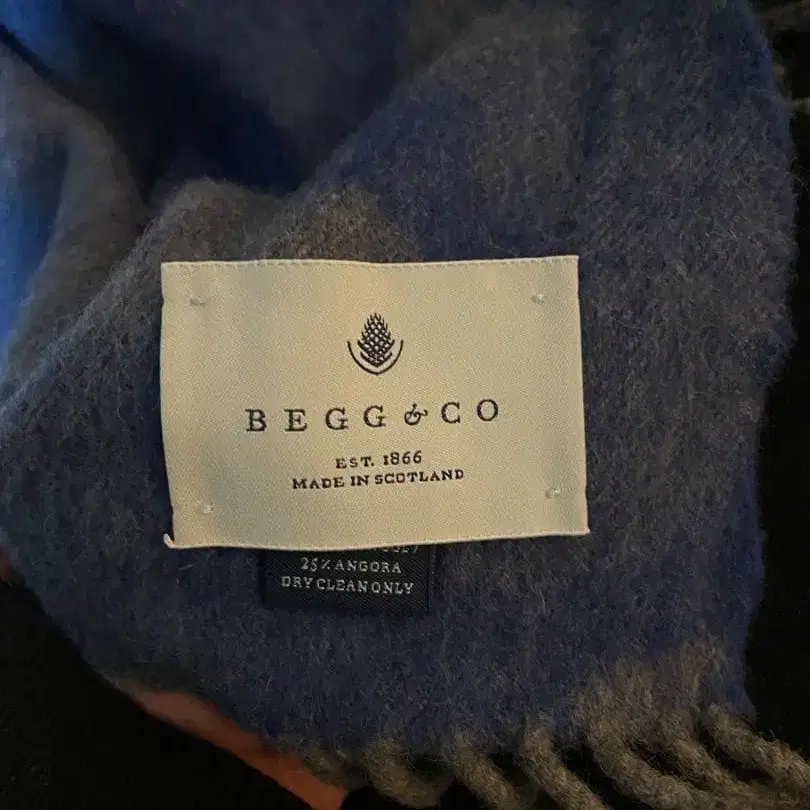 BEGG & CO
EST. 1866
MADE IN SCOTLAND
25% ANGORA
DRY CLEAN ONLY